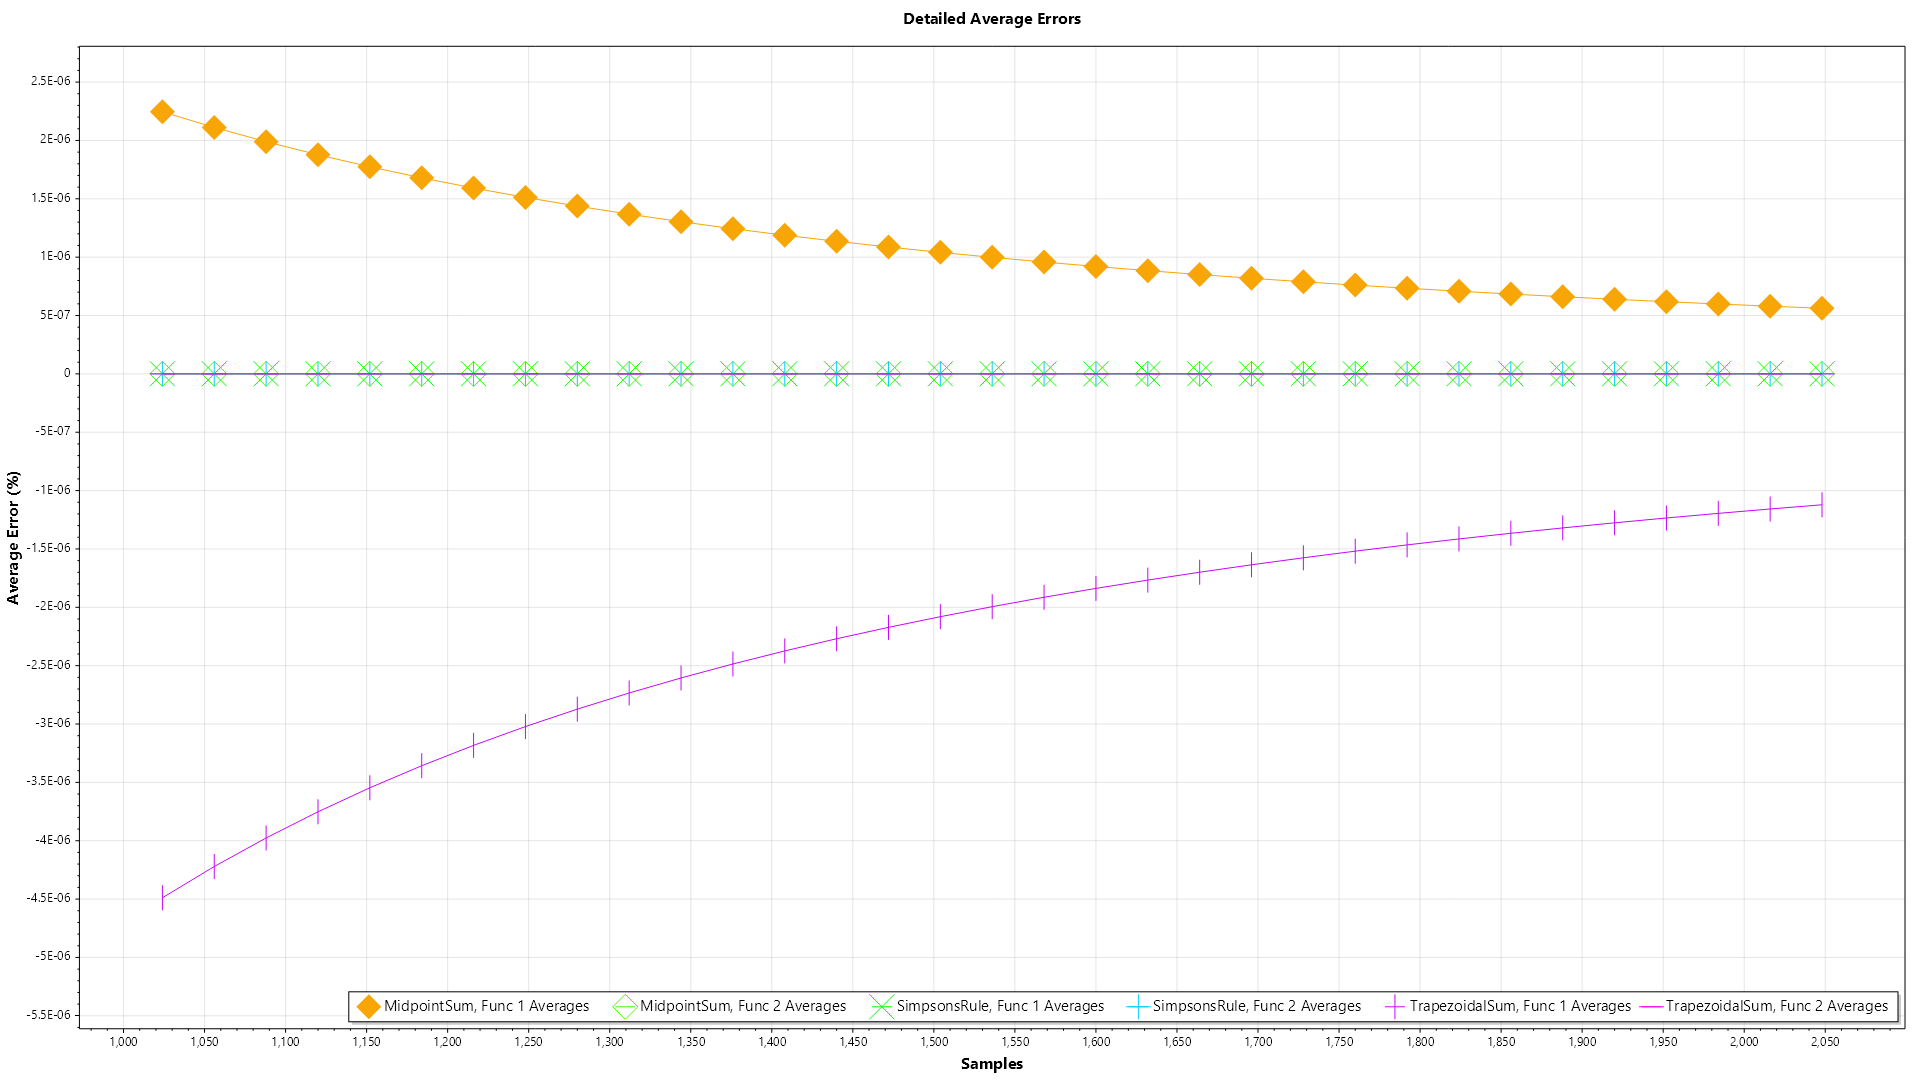 Detailed Average Errors
2.5E-06
2E-06
1.5E-06
1E-06
5E-07
0
-5E-07
-1E-06
-1.5E-06
-2E-06
-2.5E-06
-3E-06
-3.5E-06
-4E-06
-4.5E-06
-5E-06
-5.5E-06
Average Error (%)
MidpointSum, Func 1 Averages MidpointSum, Func 2 Averages SimpsonsRule, Func 1 Averages SimpsonsRule, Func 2 Averages TrapezoidalSum, Func 1 Averages TrapezoidalSum, Func 2 Averages
1,000 1,050 1,100 1,150 1,200 1,250 1,300 1,350 1,400 1,450 1,500 1,550 1,600 1,650 1,700 1,750 1,800 1,850 1,900 1,950 2,000 2,050
Samples